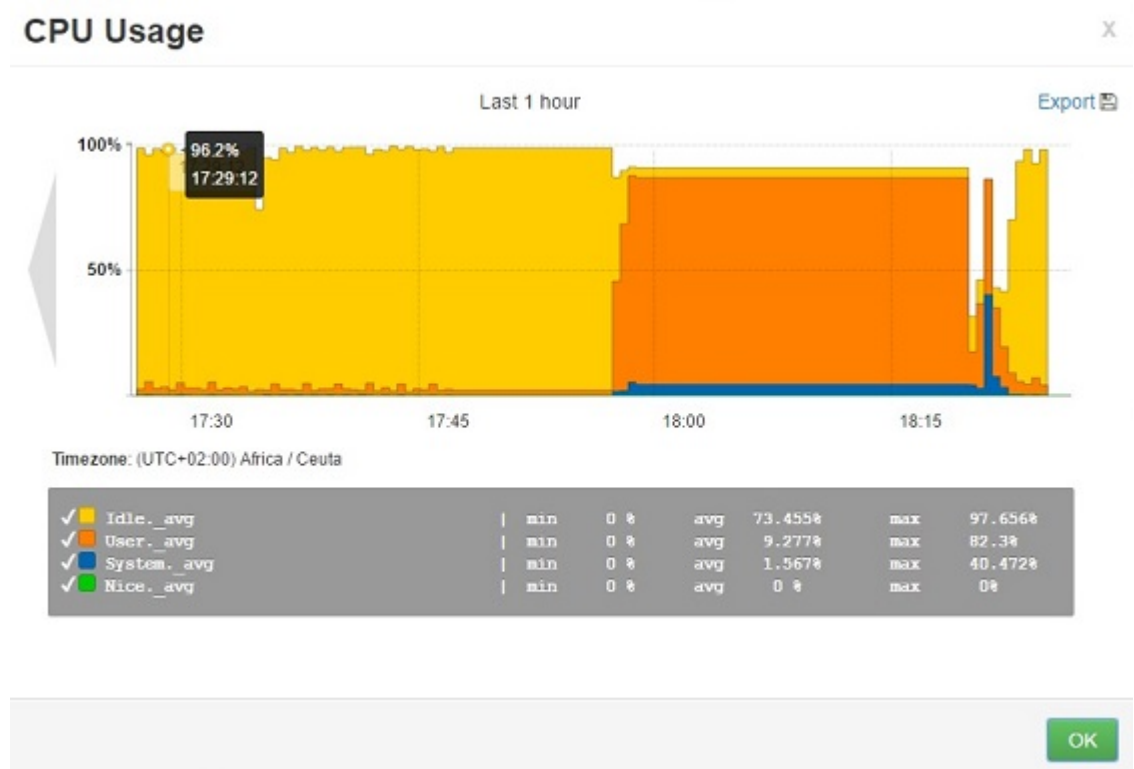 CPU Usage
X
Last 1 hour
Export
100%
96.2%
17:29:12
50%
17:30 17:45 18:00 18:15
Timezone: (UTC+02:00) Africa / Ceuta
Idle._avg | min 0 % avg 73.455% max 97.656%
User._avg | min 0 % avg 9.277% max 82.3%
System._avg | min 0 % avg 1.567% max 40.472%
Nice._avg | min 0 % avg 0 % max 0%
OK